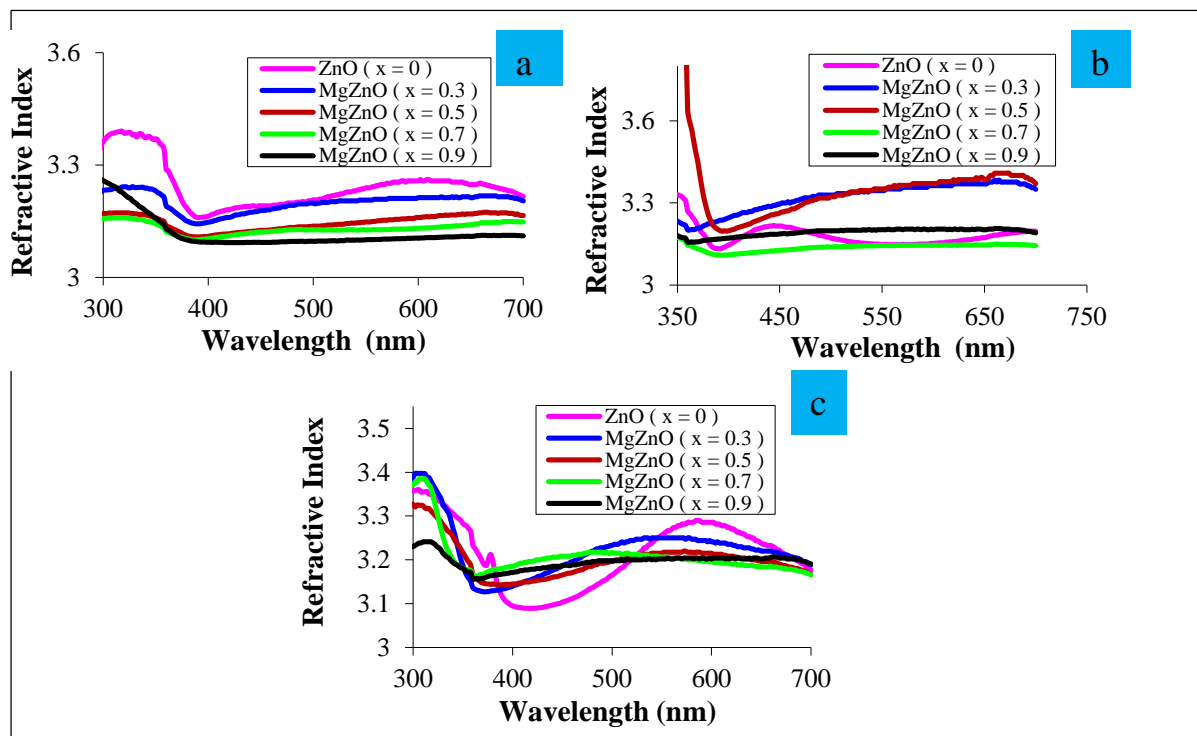 a
ZnO ( x = 0 )
MgZnO ( x = 0.3 )
MgZnO ( x = 0.5 )
MgZnO ( x = 0.7 )
MgZnO ( x = 0.9 )
Refractive Index
3.6
3.3
3
300 400 500 600 700
Wavelength (nm)
b
ZnO ( x = 0 )
MgZnO ( x = 0.3 )
MgZnO ( x = 0.5 )
MgZnO ( x = 0.7 )
MgZnO ( x = 0.9 )
Refractive Index
3.6
3.3
3
350 450 550 650 750
Wavelength (nm)
c
ZnO ( x = 0 )
MgZnO ( x = 0.3 )
MgZnO ( x = 0.5 )
MgZnO ( x = 0.7 )
MgZnO ( x = 0.9 )
Refractive Index
3.5
3.4
3.3
3.2
3.1
3
300 400 500 600 700
Wavelength (nm)